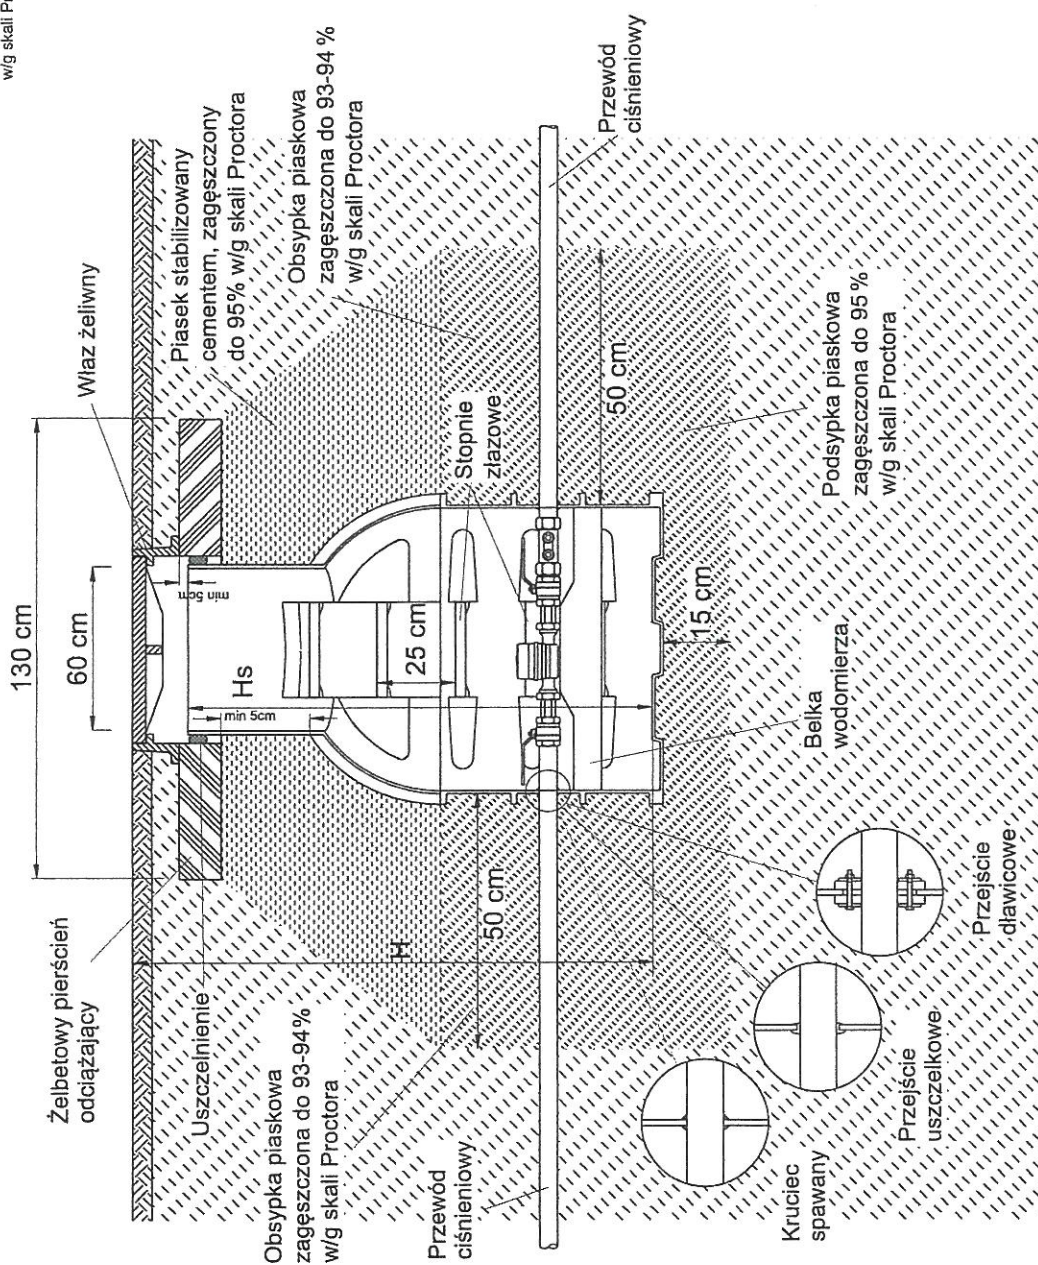 w/g skali Pr
130 cm
60 cm
Właz żeliwny
Piasek stabilizowany
cementem, zagęszczony
do 95% w/g skali Proctora
Obsypka piaskowa
zagęszczona do 93-94 %
w/g skali Proctora
Przewód
ciśnieniowy
Żelbetowy pierścień
odciążający
Uszczelnienie
min 5cm
Hs
min 5cm
25 cm
Stopnie
złazowe
50 cm
Obsypka piaskowa
zagęszczona do 93-94%
w/g skali Proctora
H
50 cm
Przewód
ciśnieniowy
15 cm
Podsypka piaskowa
zagęszczona do 95 %
w/g skali Proctora
Belka
wodomierza
Kruciec
spawany
Przejście
uszczelkowe
Przejście
dławicowe